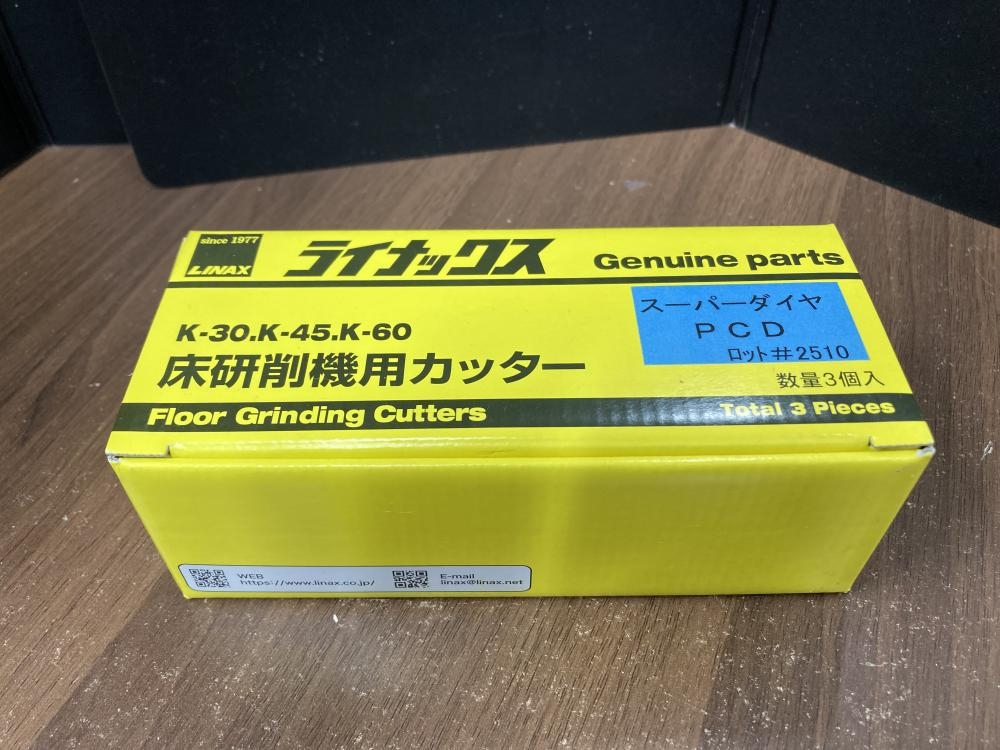 since 1977
LINAX
ライナックス
Genuine parts
K-30.K-45.K-60
床研削機用カッター
スーパーダイヤ
PCD
ロット#2510
数量3個入
Floor Grinding Cutters
Total 3 Pieces
WEB
https://www.linax.co.jp/
E-mail
linax@linax.net